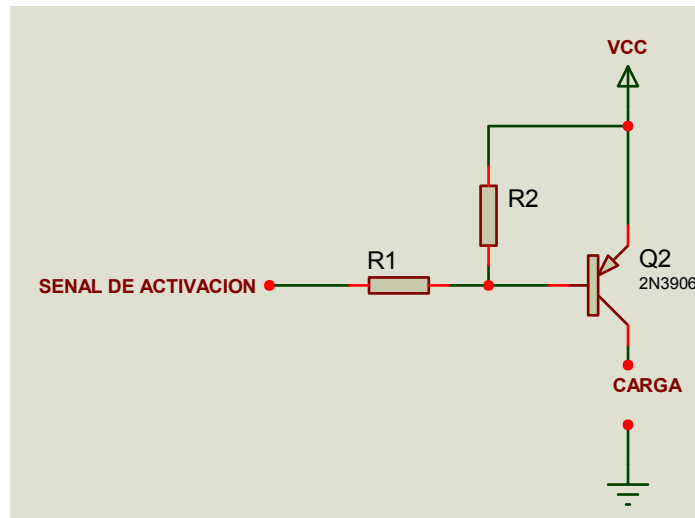 VCC
R2
R1
Q2
2N3906
SENAL DE ACTIVACION
CARGA